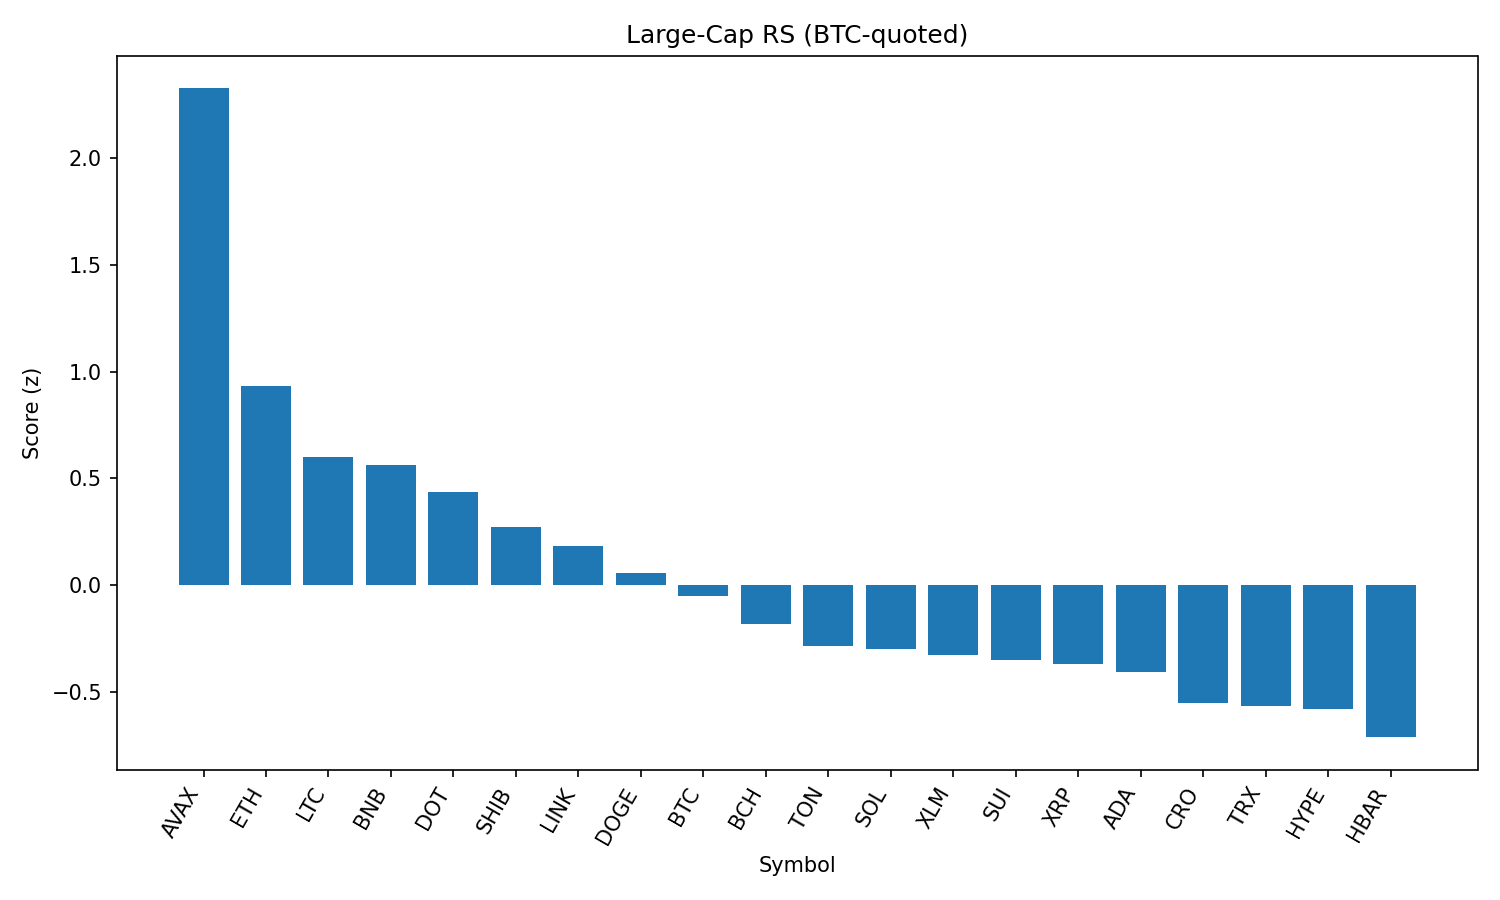 Large-Cap RS (BTC-quoted)
Score (z)
2.0
1.5
1.0
0.5
0.0
−0.5
AVAX
ETH
LTC
BNB
DOT
SHIB
LINK
DOGE
BTC
BCH
TON
SOL
XLM
SUI
XRP
ADA
CRO
TRX
HYPE
HBAR
Symbol